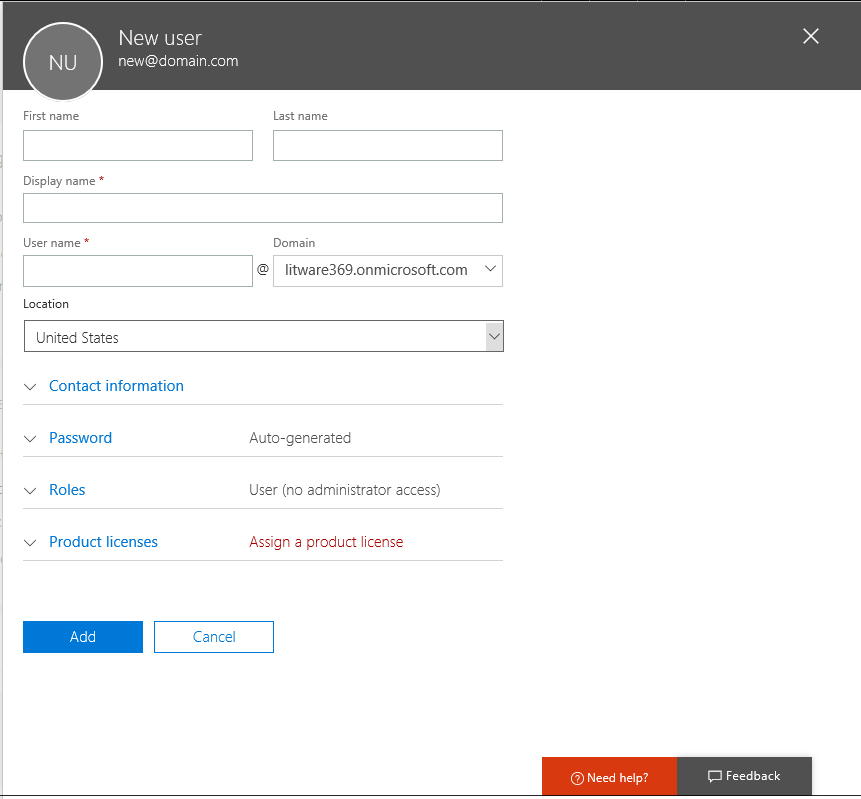 NU
New user
new@domain.com
First name Last name
Display name *
User name * Domain
@ litware369.onmicrosoft.com
Location
United States
Contact information
Password Auto-generated
Roles User (no administrator access)
Product licenses Assign a product license
Add Cancel
Need help? Feedback